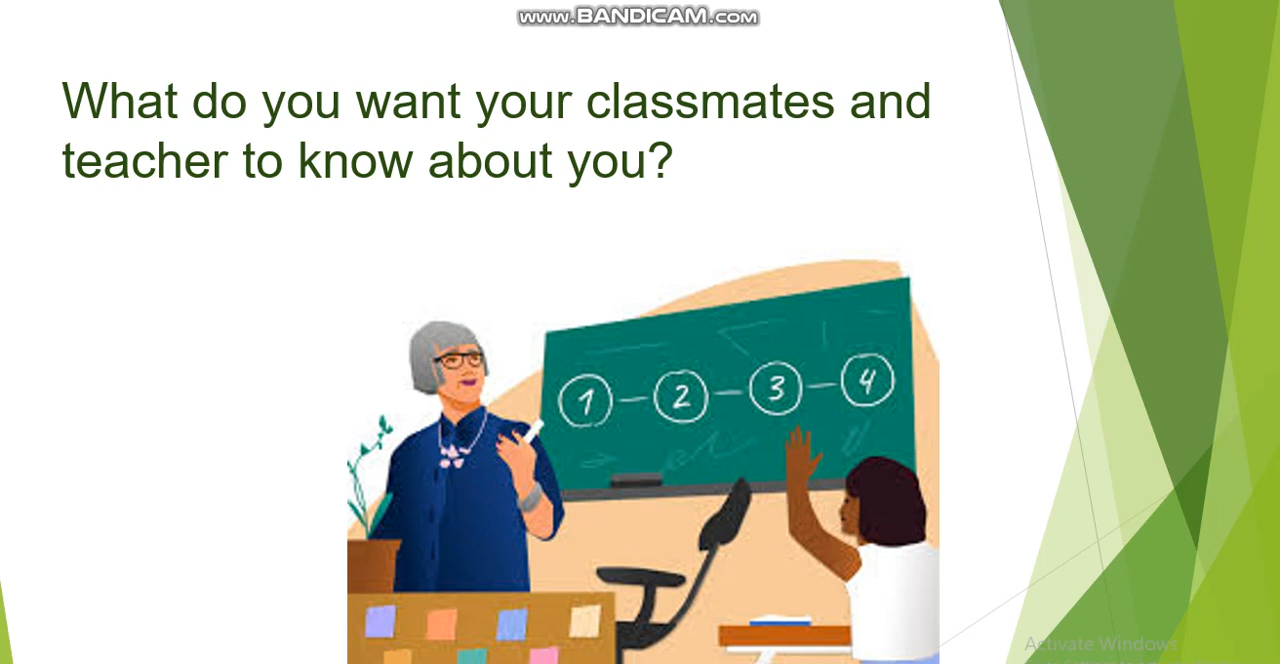 www.BANDICAM.com
What do you want your classmates and
teacher to know about you?
1 2 3 4
Activate Windows